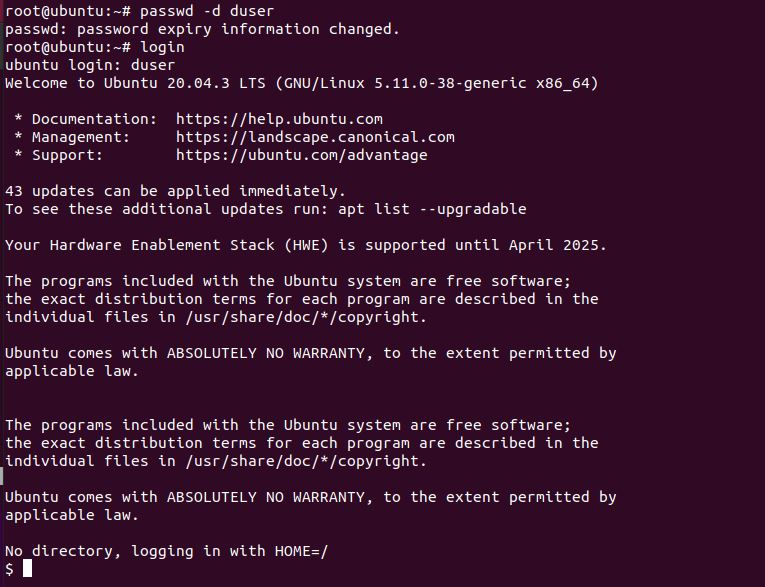 root@ubuntu:~# passwd -d duser
passwd: password expiry information changed.
root@ubuntu:~# login
ubuntu login: duser
Welcome to Ubuntu 20.04.3 LTS (GNU/Linux 5.11.0-38-generic x86_64)

 * Documentation:  https://help.ubuntu.com
 * Management:     https://landscape.canonical.com
 * Support:        https://ubuntu.com/advantage

43 updates can be applied immediately.
To see these additional updates run: apt list --upgradable

Your Hardware Enablement Stack (HWE) is supported until April 2025.

The programs included with the Ubuntu system are free software;
the exact distribution terms for each program are described in the
individual files in /usr/share/doc/*/copyright.

Ubuntu comes with ABSOLUTELY NO WARRANTY, to the extent permitted by
applicable law.


The programs included with the Ubuntu system are free software;
the exact distribution terms for each program are described in the
individual files in /usr/share/doc/*/copyright.

Ubuntu comes with ABSOLUTELY NO WARRANTY, to the extent permitted by
applicable law.

No directory, logging in with HOME=/
$